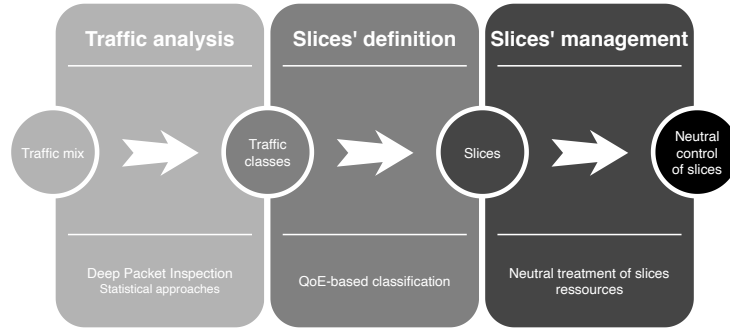 Traffic analysis
Slices' definition
Slices' management
Traffic mix
Traffic
classes
Slices
Neutral
control
of slices
Deep Packet Inspection
Statistical approaches
QoE-based classification
Neutral treatment of slices
ressources